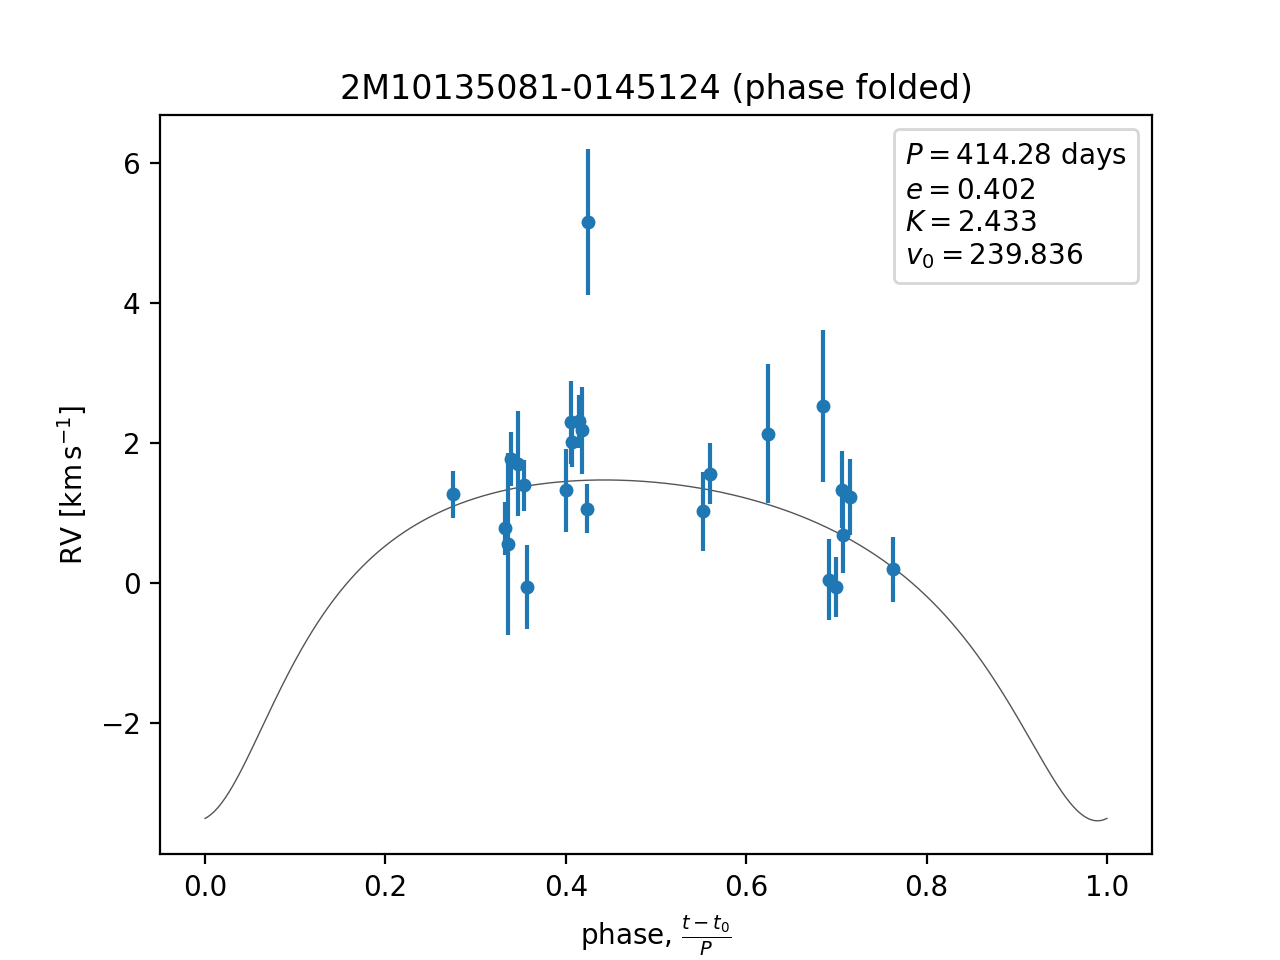 2M10135081-0145124 (phase folded)
P = 414.28 days
e = 0.402
K = 2.433
v₀ = 239.836
RV [km s⁻¹]
6
4
2
0
−2
0.0 0.2 0.4 0.6 0.8 1.0
phase, (t − t₀)/P